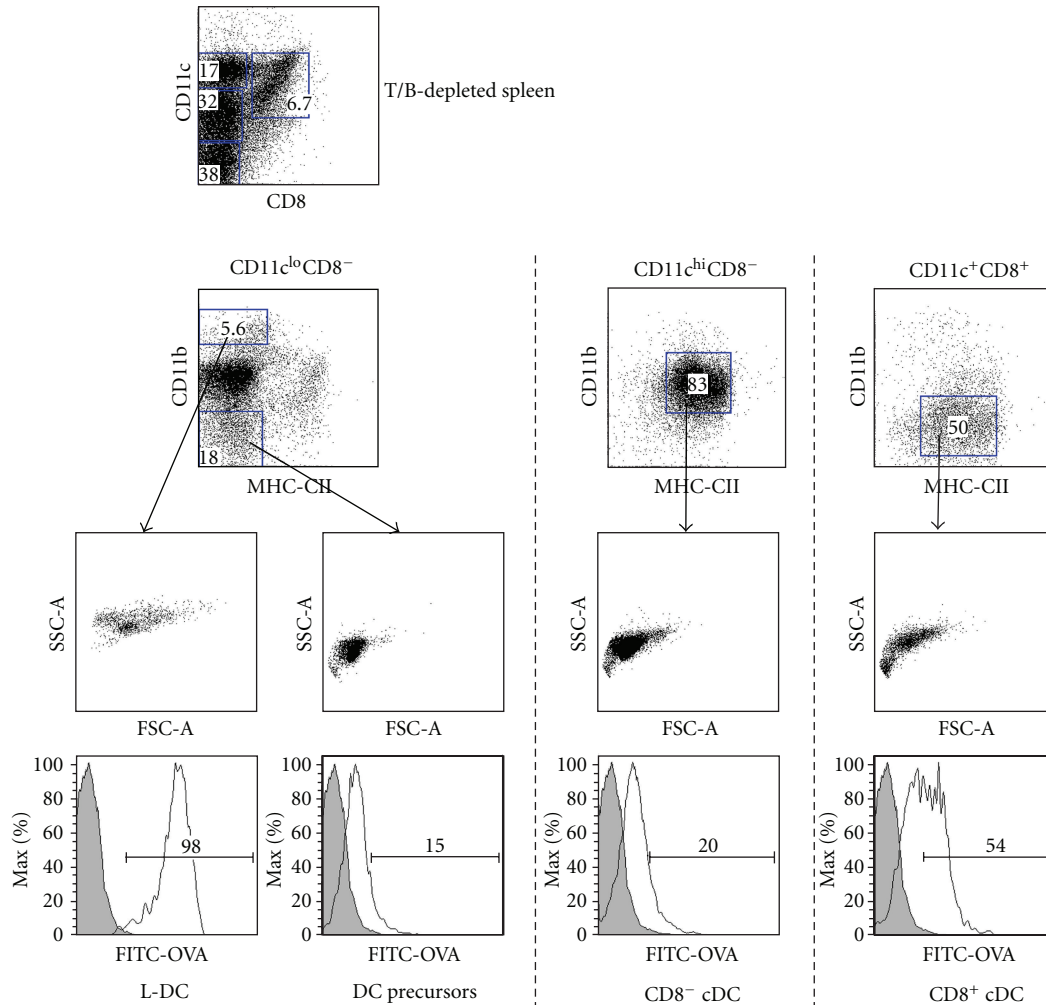 CD11c
17
32
38
6.7
T/B-depleted spleen
CD8
CD11c^lo CD8⁻
CD11b
5.6
18
MHC-CII
CD11c^hi CD8⁻
CD11b
83
MHC-CII
CD11c⁺CD8⁺
CD11b
50
MHC-CII
SSC-A
FSC-A
SSC-A
FSC-A
SSC-A
FSC-A
SSC-A
FSC-A
Max (%)
100
80
60
40
20
0
98
FITC-OVA
L-DC
Max (%)
100
80
60
40
20
0
15
FITC-OVA
DC precursors
Max (%)
100
80
60
40
20
0
20
FITC-OVA
CD8⁻ cDC
Max (%)
100
80
60
40
20
0
54
FITC-OVA
CD8⁺ cDC